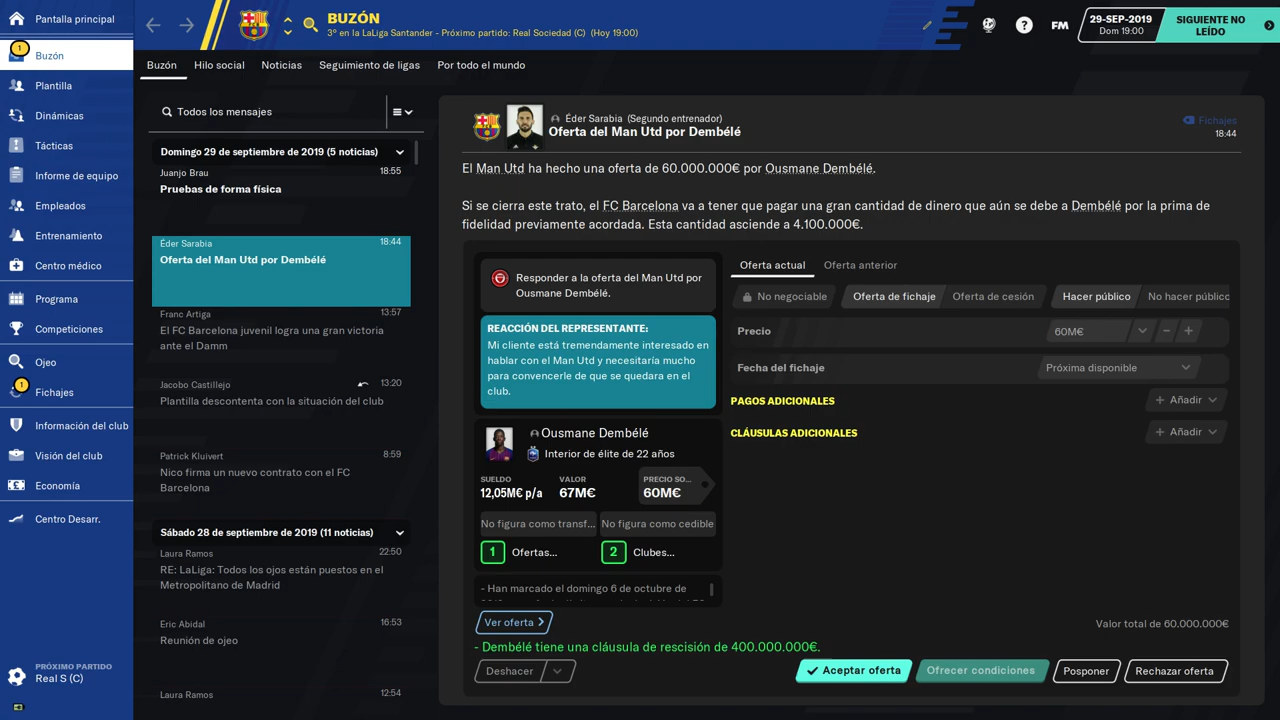 Pantalla principal
BUZÓN
3º en la LaLiga Santander - Próximo partido: Real Sociedad (C) (Hoy 19:00)
FM
29-SEP-2019
Dom 19:00
SIGUIENTE NO LEÍDO
1
Buzón
Plantilla
Dinámicas
Tácticas
Informe de equipo
Empleados
Entrenamiento
Centro médico
Programa
Competiciones
Ojeo
1
Fichajes
Información del club
Visión del club
Economía
Centro Desarr.
PRÓXIMO PARTIDO
Real S (C)
Buzón
Hilo social
Noticias
Seguimiento de ligas
Por todo el mundo
Todos los mensajes
Domingo 29 de septiembre de 2019 (5 noticias)
Juanjo Brau 18:55
Pruebas de forma física
Éder Sarabia 18:44
Oferta del Man Utd por Dembélé
Franc Artiga 13:57
El FC Barcelona juvenil logra una gran victoria
ante el Damm
Jacobo Castillejo 13:20
Plantilla descontenta con la situación del club
Patrick Kluivert 8:59
Nico firma un nuevo contrato con el FC
Barcelona
Sábado 28 de septiembre de 2019 (11 noticias)
Laura Ramos 22:50
RE: LaLiga: Todos los ojos están puestos en el
Metropolitano de Madrid
Eric Abidal 16:53
Reunión de ojeo
Laura Ramos 12:54
Éder Sarabia (Segundo entrenador)
Oferta del Man Utd por Dembélé
Fichajes
18:44
El Man Utd ha hecho una oferta de 60.000.000€ por Ousmane Dembélé.
Si se cierra este trato, el FC Barcelona va a tener que pagar una gran cantidad de dinero que aún se debe a Dembélé por la prima de
fidelidad previamente acordada. Esta cantidad asciende a 4.100.000€.
Responder a la oferta del Man Utd por
Ousmane Dembélé.
REACCIÓN DEL REPRESENTANTE:
Mi cliente está tremendamente interesado en
hablar con el Man Utd y necesitaría mucho
para convencerle de que se quedara en el
club.
Ousmane Dembélé
Interior de élite de 22 años
SUELDO VALOR PRECIO SO...
12,05M€ p/a 67M€ 60M€
No figura como transf... No figura como cedible
1 Ofertas... 2 Clubes...
- Han marcado el domingo 6 de octubre de
Oferta actual Oferta anterior
No negociable Oferta de fichaje Oferta de cesión Hacer público No hacer público
Precio 60M€
Fecha del fichaje Próxima disponible
PAGOS ADICIONALES Añadir
CLÁUSULAS ADICIONALES Añadir
Ver oferta
Valor total de 60.000.000€
- Dembélé tiene una cláusula de rescisión de 400.000.000€.
Deshacer Aceptar oferta Ofrecer condiciones Posponer Rechazar oferta